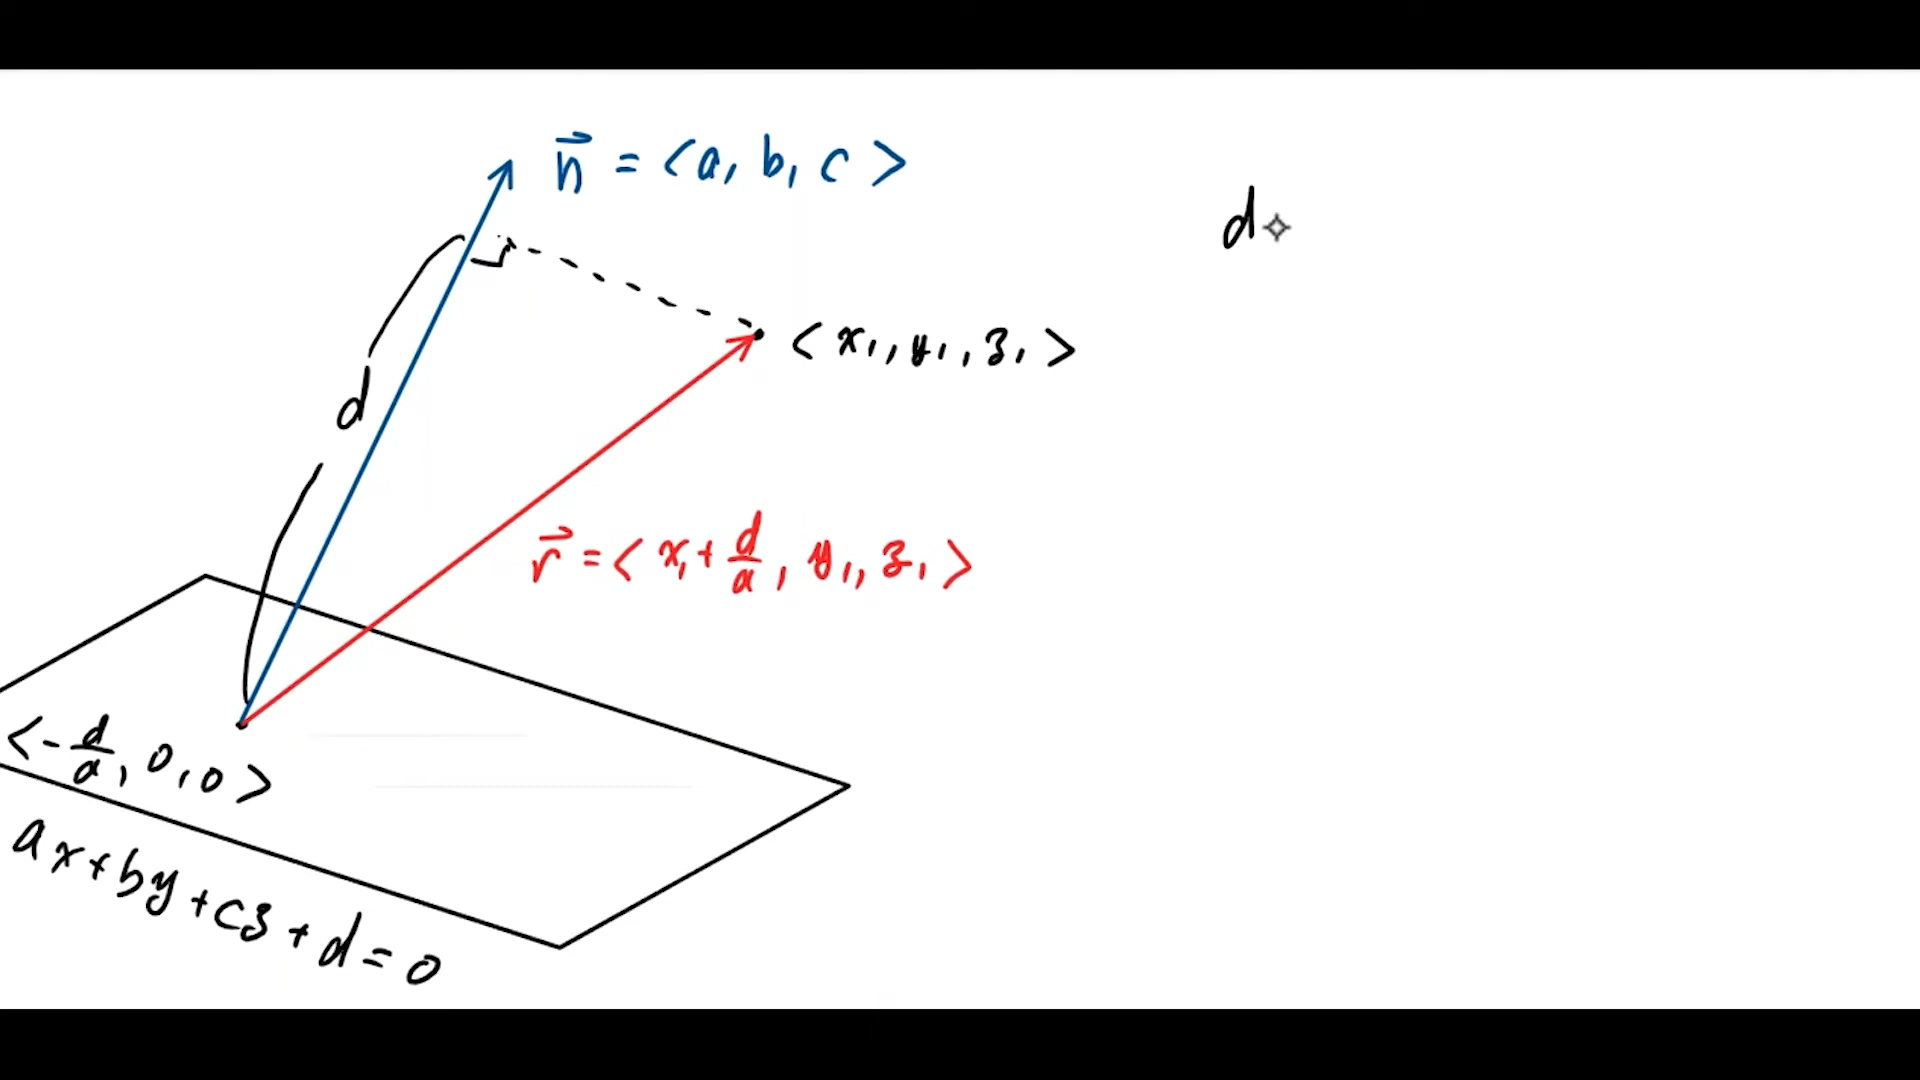 n⃗ = <a, b, c>
d
<x₁, y₁, z₁>
d
r⃗ = <x₁ + d/a, y₁, z₁>
<-d/a, 0, 0>
ax + by + cz + d = 0